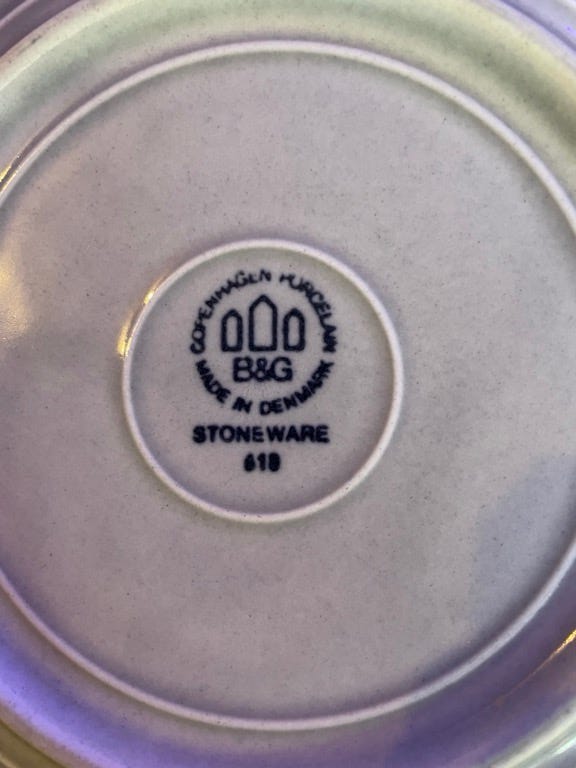 COPENHAGEN PORCELAIN
B&G
MADE IN DENMARK
STONEWARE
618